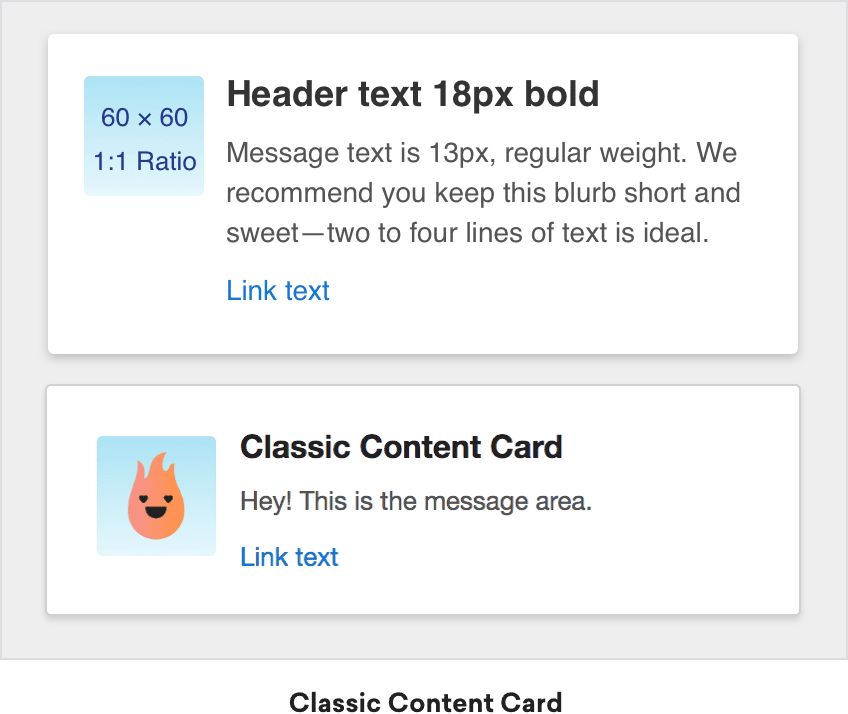 60 × 60
1:1 Ratio
Header text 18px bold
Message text is 13px, regular weight. We
recommend you keep this blurb short and
sweet—two to four lines of text is ideal.
Link text
Classic Content Card
Hey! This is the message area.
Link text
Classic Content Card